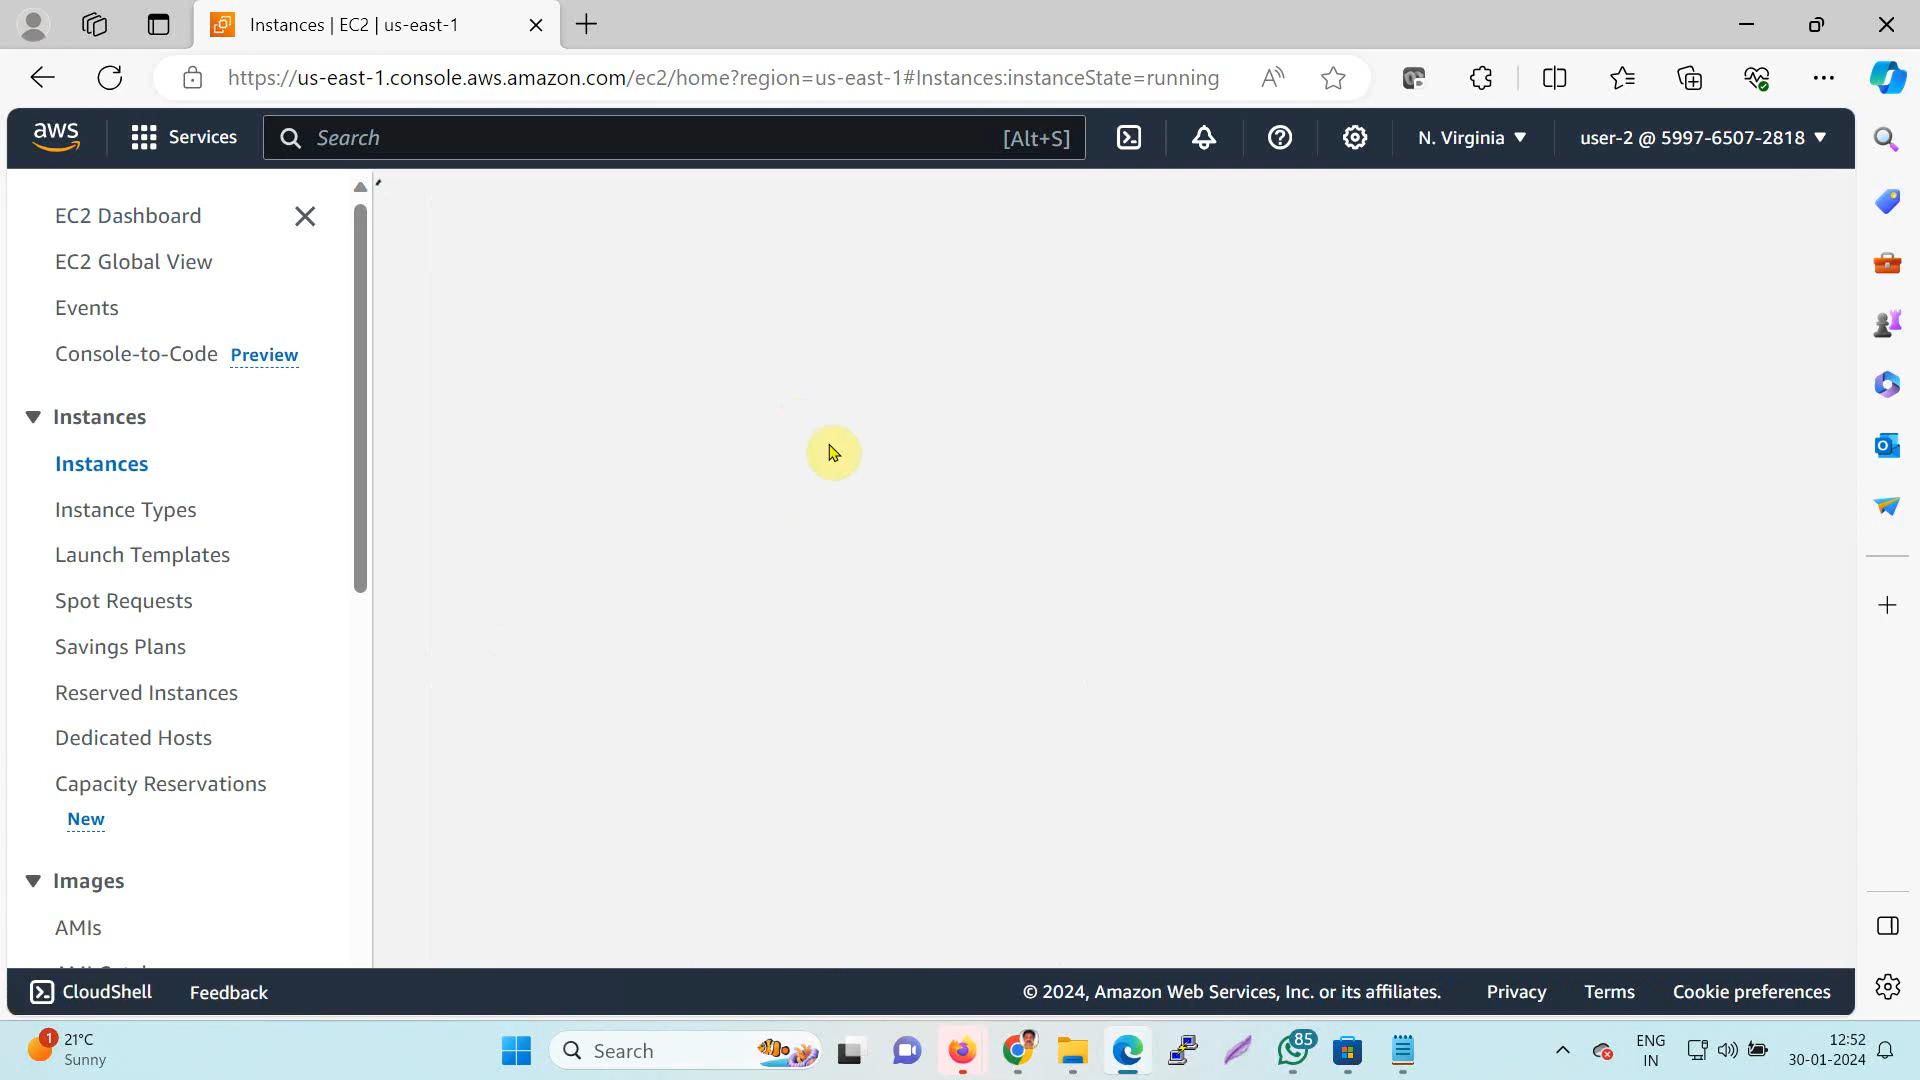 Instances | EC2 | us-east-1
https://us-east-1.console.aws.amazon.com/ec2/home?region=us-east-1#Instances:instanceState=running
aws
Services
Search
[Alt+S]
N. Virginia
user-2 @ 5997-6507-2818
EC2 Dashboard
EC2 Global View
Events
Console-to-Code Preview
Instances
Instances
Instance Types
Launch Templates
Spot Requests
Savings Plans
Reserved Instances
Dedicated Hosts
Capacity Reservations
New
Images
AMIs
CloudShell
Feedback
© 2024, Amazon Web Services, Inc. or its affiliates.
Privacy
Terms
Cookie preferences
1
21°C
Sunny
Search
85
ENG
IN
12:52
30-01-2024